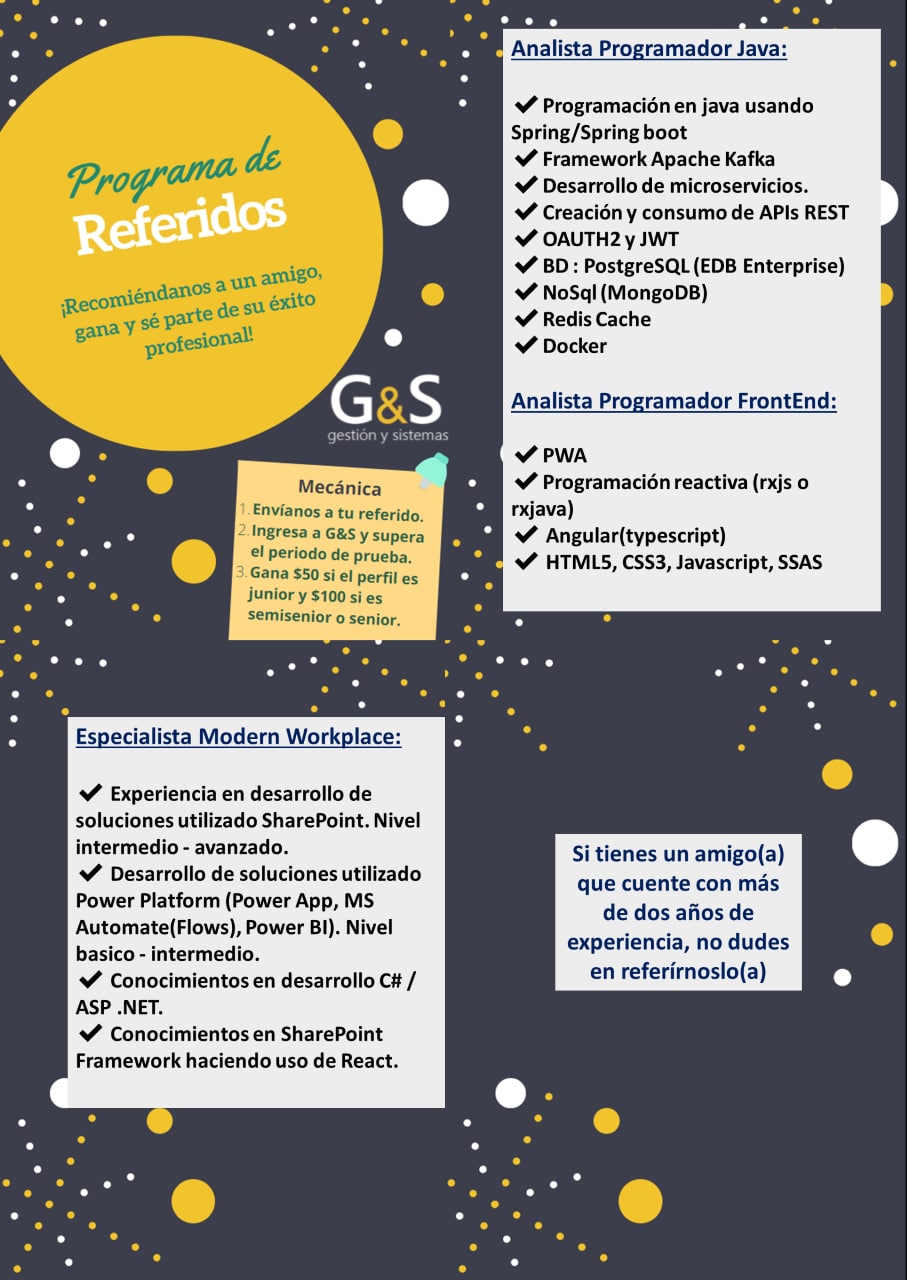 Programa de
Referidos
¡Recomiéndanos a un amigo,
gana y sé parte de su éxito
profesional!
G&S
gestión y sistemas
Mecánica
1. Envíanos a tu referido.
2. Ingresa a G&S y supera
el periodo de prueba.
3. Gana $50 si el perfil es
junior y $100 si es
semisenior o senior.
Analista Programador Java:
✔ Programación en java usando
Spring/Spring boot
✔ Framework Apache Kafka
✔ Desarrollo de microservicios.
✔ Creación y consumo de APIs REST
✔ OAUTH2 y JWT
✔ BD : PostgreSQL (EDB Enterprise)
✔ NoSql (MongoDB)
✔ Redis Cache
✔ Docker
Analista Programador FrontEnd:
✔ PWA
✔ Programación reactiva (rxjs o
rxjava)
✔ Angular(typescript)
✔ HTML5, CSS3, Javascript, SSAS
Especialista Modern Workplace:
✔ Experiencia en desarrollo de
soluciones utilizado SharePoint. Nivel
intermedio - avanzado.
✔ Desarrollo de soluciones utilizado
Power Platform (Power App, MS
Automate(Flows), Power BI). Nivel
basico - intermedio.
✔ Conocimientos en desarrollo C# /
ASP .NET.
✔ Conocimientos en SharePoint
Framework haciendo uso de React.
Si tienes un amigo(a)
que cuente con más
de dos años de
experiencia, no dudes
en referírnoslo(a)